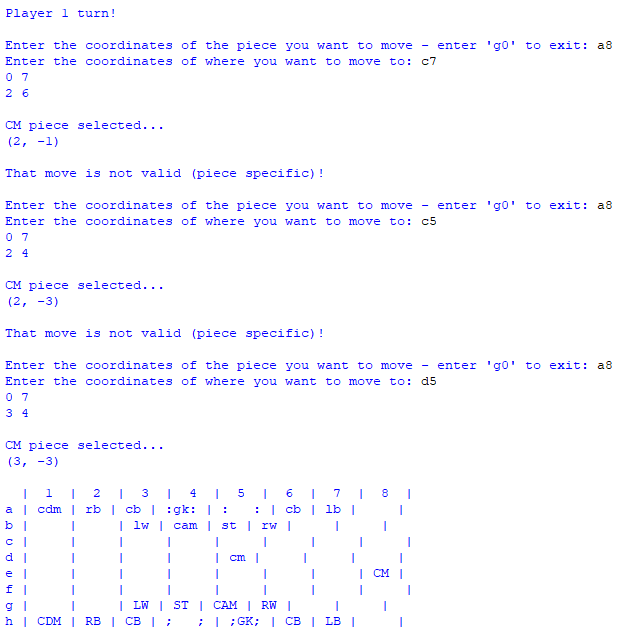 Player 1 turn!
Enter the coordinates of the piece you want to move - enter 'g0' to exit: a8
Enter the coordinates of where you want to move to: c7
0 7
2 6
CM piece selected...
(2, -1)
That move is not valid (piece specific)!
Enter the coordinates of the piece you want to move - enter 'g0' to exit: a8
Enter the coordinates of where you want to move to: c5
0 7
2 4
CM piece selected...
(2, -3)
That move is not valid (piece specific)!
Enter the coordinates of the piece you want to move - enter 'g0' to exit: a8
Enter the coordinates of where you want to move to: d5
0 7
3 4
CM piece selected...
(3, -3)
  |  1  |  2  |  3  |  4  |  5  |  6  |  7  |  8  |
a | cdm | rb | cb | :gk: | :   : | cb | lb |     |
b |     |     | lw | cam | st | rw |     |     |
c |     |     |     |     |     |     |     |     |
d |     |     |     |     | cm |     |     |     |
e |     |     |     |     |     |     |     | CM |
f |     |     |     |     |     |     |     |     |
g |     |     | LW | ST | CAM | RW |     |     |
h | CDM | RB | CB | ;   ; | ;GK; | CB | LB |     |